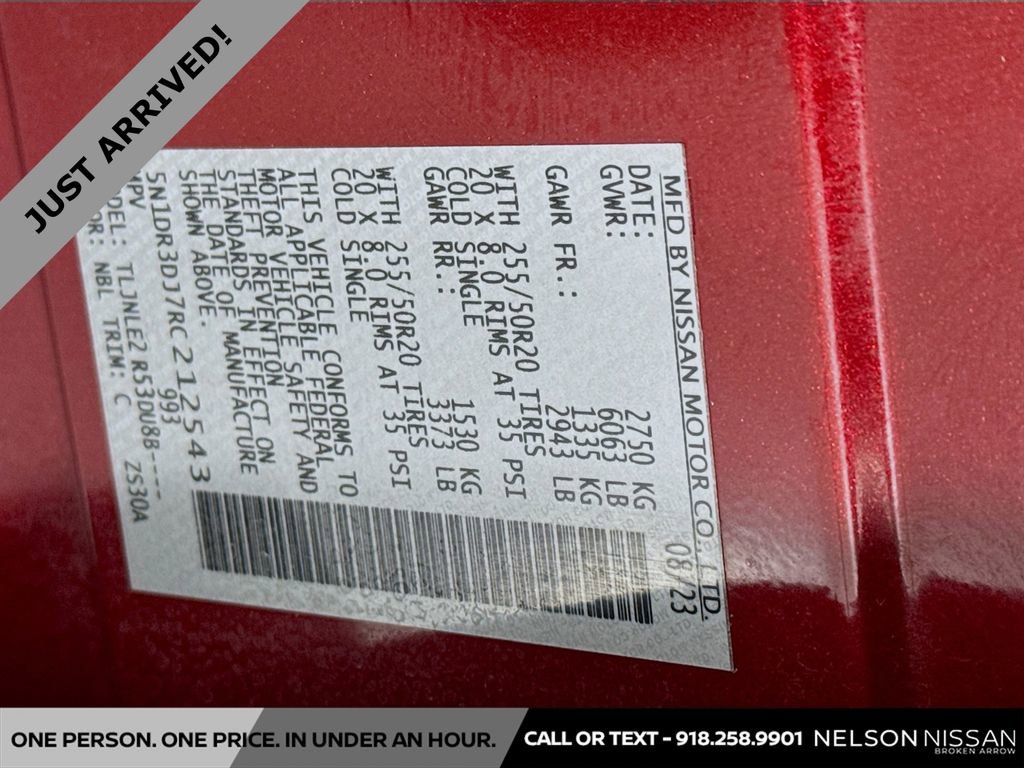 JUST ARRIVED!
MFD BY NISSAN MOTOR CO., LTD.
DATE: 08/23
GVWR: 2750 KG
6063 LB
GAWR FR.: 1335 KG
2943 LB
WITH 255/50R20 TIRES
20 X 8.0 RIMS AT 35 PSI
COLD SINGLE
GAWR RR.: 1530 KG
3373 LB
WITH 255/50R20 TIRES
20 X 8.0 RIMS AT 35 PSI
COLD SINGLE
THIS VEHICLE CONFORMS TO
ALL APPLICABLE FEDERAL
MOTOR VEHICLE SAFETY AND
THEFT PREVENTION
STANDARDS IN EFFECT ON
THE DATE OF MANUFACTURE
SHOWN ABOVE.
5N1DR3DJ7RC212543
MPV 993
DEL: TLJNLE2 R53DU8B----
OR: NBL TRIM: C ZS30A
ONE PERSON. ONE PRICE. IN UNDER AN HOUR.
CALL OR TEXT - 918.258.9901
NELSON NISSAN
BROKEN ARROW